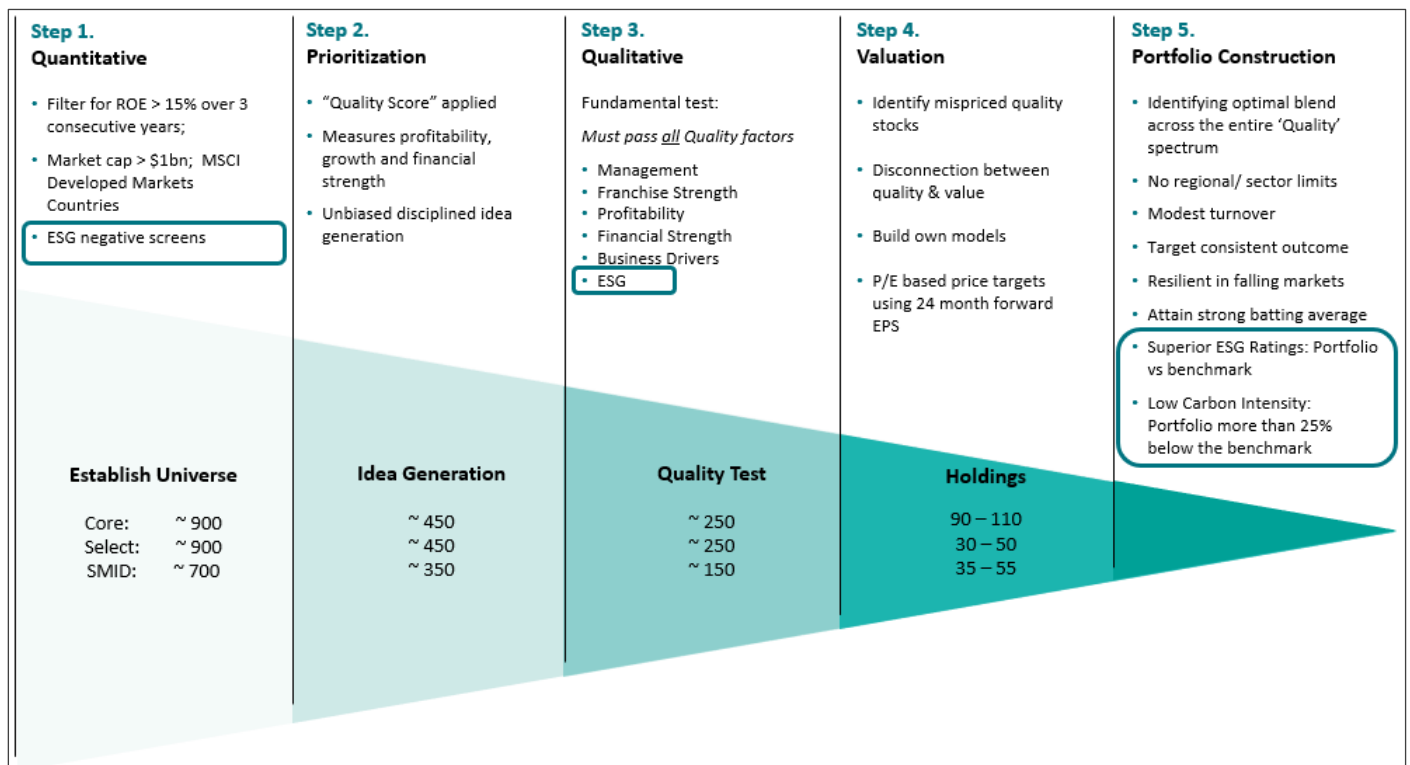 Step 1.
Quantitative
• Filter for ROE > 15% over 3
consecutive years;
• Market cap > $1bn; MSCI
Developed Markets
Countries
• ESG negative screens
Establish Universe
Core: ~ 900
Select: ~ 900
SMID: ~ 700
Step 2.
Prioritization
• “Quality Score” applied
• Measures profitability,
growth and financial
strength
• Unbiased disciplined idea
generation
Idea Generation
~ 450
~ 450
~ 350
Step 3.
Qualitative
Fundamental test:
Must pass all Quality factors
• Management
• Franchise Strength
• Profitability
• Financial Strength
• Business Drivers
• ESG
Quality Test
~ 250
~ 250
~ 150
Step 4.
Valuation
• Identify mispriced quality
stocks
• Disconnection between
quality & value
• Build own models
• P/E based price targets
using 24 month forward
EPS
Holdings
90 – 110
30 – 50
35 – 55
Step 5.
Portfolio Construction
• Identifying optimal blend
across the entire ‘Quality’
spectrum
• No regional/ sector limits
• Modest turnover
• Target consistent outcome
• Resilient in falling markets
• Attain strong batting average
• Superior ESG Ratings: Portfolio
vs benchmark
• Low Carbon Intensity:
Portfolio more than 25%
below the benchmark